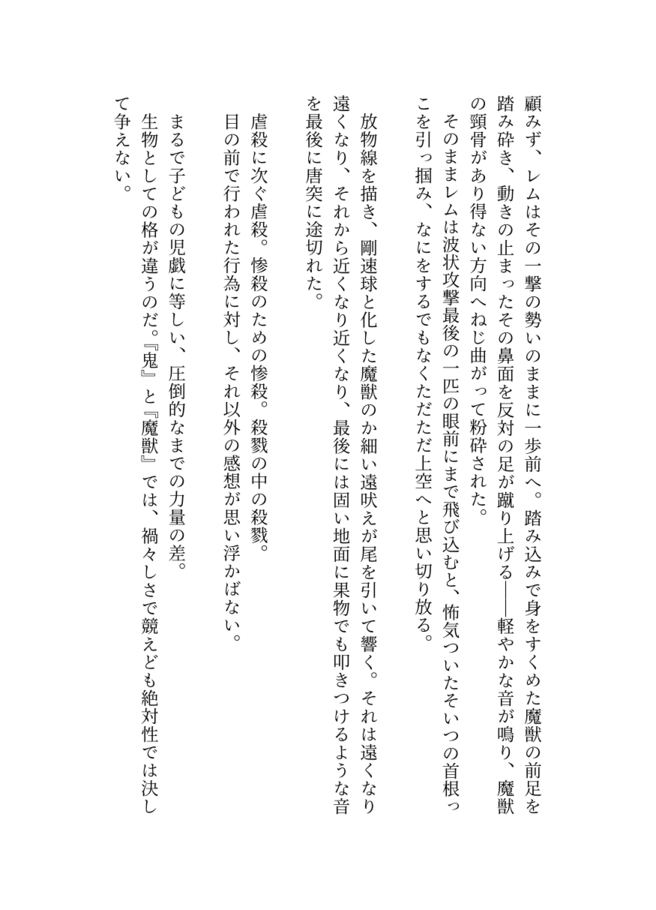 顧みず、レムはその一撃の勢いのままに一歩前へ。踏み込みで身をすくめた魔獣の前足を
踏み砕き、動きの止まったその鼻面を反対の足が蹴り上げる――軽やかな音が鳴り、魔獣
の頸骨があり得ない方向へねじ曲がって粉砕された。
そのままレムは波状攻撃最後の一匹の眼前にまで飛び込むと、怖気ついたそいつの首根っ
こを引っ掴み、なにをするでもなくただただ上空へと思い切り放る。
放物線を描き、剛速球と化した魔獣のか細い遠吠えが尾を引いて響く。それは遠くなり
遠くなり、それから近くなり近くなり、最後には固い地面に果物でも叩きつけるような音
を最後に唐突に途切れた。
虐殺に次ぐ虐殺。惨殺のための惨殺。殺戮の中の殺戮。
目の前で行われた行為に対し、それ以外の感想が思い浮かばない。
まるで子どもの児戯に等しい、圧倒的なまでの力量の差。
生物としての格が違うのだ。『鬼』と『魔獣』では、禍々しさで競えども絶対性では決し
て争えない。